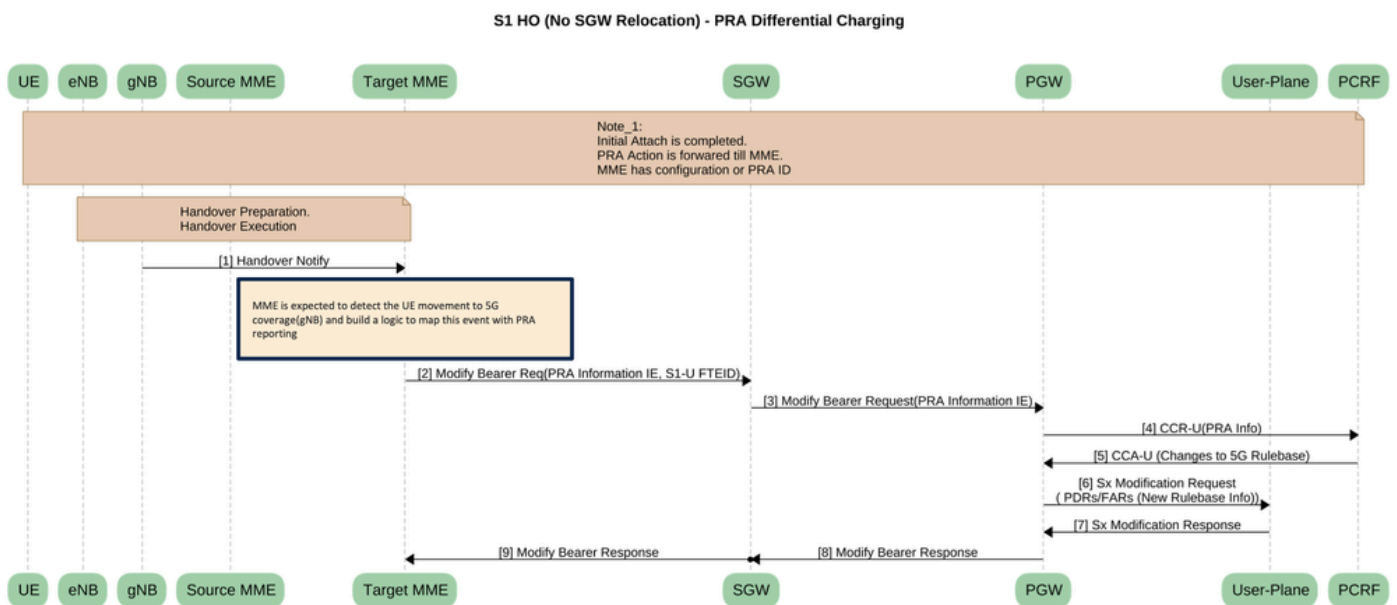 S1 HO (No SGW Relocation) - PRA Differential Charging
UE eNB gNB Source MME Target MME SGW PGW User-Plane PCRF
Note_1:
Initial Attach is completed.
PRA Action is forwared till MME.
MME has configuration or PRA ID
Handover Preparation.
Handover Execution
[1] Handover Notify
MME is expected to detect the UE movement to 5G
coverage(gNB) and build a logic to map this event with PRA
reporting
[2] Modify Bearer Req(PRA Information IE, S1-U FTEID)
[3] Modify Bearer Request(PRA Information IE)
[4] CCR-U(PRA Info)
[5] CCA-U (Changes to 5G Rulebase)
[6] Sx Modification Request
( PDRs/FARs (New Rulebase Info))
[7] Sx Modification Response
[9] Modify Bearer Response [8] Modify Bearer Response
UE eNB gNB Source MME Target MME SGW PGW User-Plane PCRF